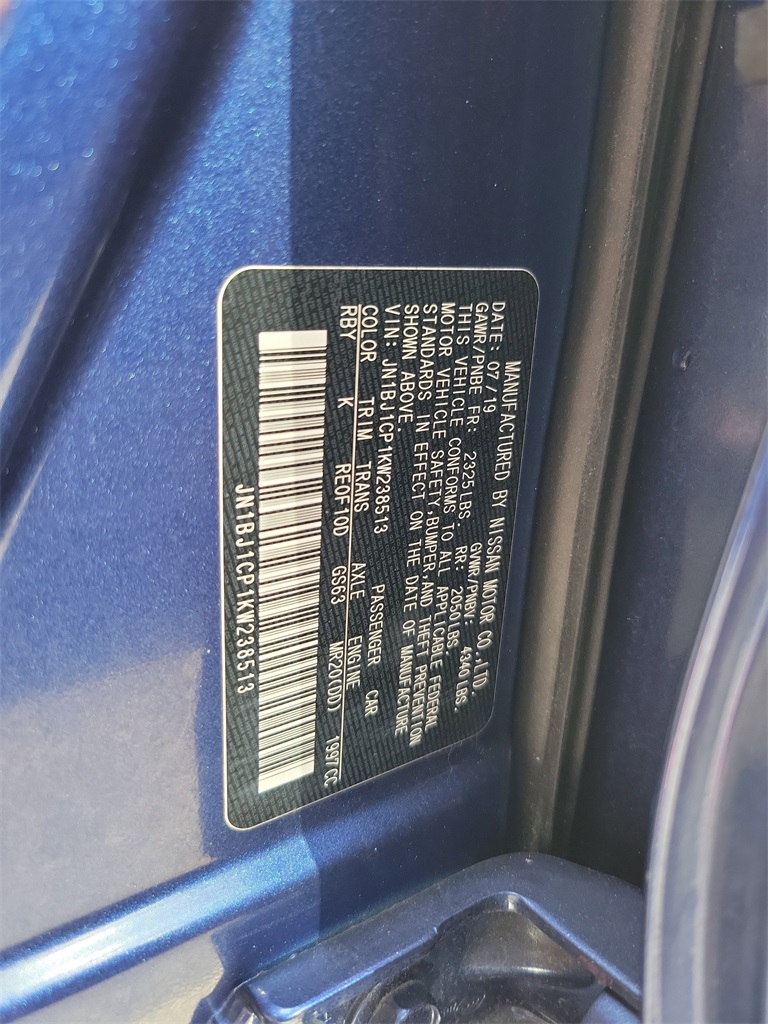 MANUFACTURED BY NISSAN MOTOR CO.,LTD.
DATE: 07/19 GVWR/PNBV: 4340LBS.
GAWR/PNBE FR: 2325LBS. RR: 2050LBS
THIS VEHICLE CONFORMS TO ALL APPLICABLE FEDERAL
MOTOR VEHICLE SAFETY,BUMPER,AND THEFT PREVENTION
STANDARDS IN EFFECT ON THE DATE OF MANUFACTURE
SHOWN ABOVE.
VIN: JN1BJ1CP1KW238513 PASSENGER CAR
COLOR TRIM TRANS AXLE ENGINE
RBY K RE0F10D GS63 MR20(DD) 1997CC
JN1BJ1CP1KW238513